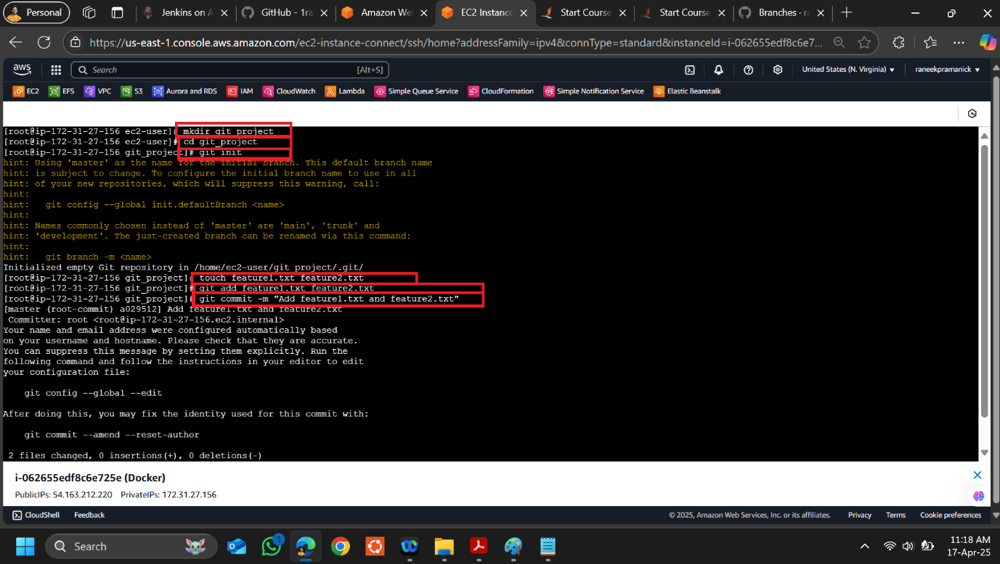 Personal
Jenkins on A
GitHub - 1ra
Amazon We
EC2 Instance
Start Course
Start Course
Branches · ra
https://us-east-1.console.aws.amazon.com/ec2-instance-connect/ssh/home?addressFamily=ipv4&connType=standard&instanceId=i-062655edf8c6e7...
aws
Search
[Alt+S]
United States (N. Virginia)
raneekpramanick
EC2
EFS
VPC
S3
Aurora and RDS
IAM
CloudWatch
Lambda
Simple Queue Service
CloudFormation
Simple Notification Service
Elastic Beanstalk
[root@ip-172-31-27-156 ec2-user]# mkdir git_project
[root@ip-172-31-27-156 ec2-user]# cd git_project
[root@ip-172-31-27-156 git_project]# git init
hint: Using 'master' as the name for the initial branch. This default branch name
hint: is subject to change. To configure the initial branch name to use in all
hint: of your new repositories, which will suppress this warning, call:
hint:
hint:   git config --global init.defaultBranch <name>
hint:
hint: Names commonly chosen instead of 'master' are 'main', 'trunk' and
hint: 'development'. The just-created branch can be renamed via this command:
hint:
hint:   git branch -m <name>
Initialized empty Git repository in /home/ec2-user/git_project/.git/
[root@ip-172-31-27-156 git_project]# touch feature1.txt feature2.txt
[root@ip-172-31-27-156 git_project]# git add feature1.txt feature2.txt
[root@ip-172-31-27-156 git_project]# git commit -m "Add feature1.txt and feature2.txt"
[master (root-commit) a029512] Add feature1.txt and feature2.txt
Committer: root <root@ip-172-31-27-156.ec2.internal>
Your name and email address were configured automatically based
on your username and hostname. Please check that they are accurate.
You can suppress this message by setting them explicitly. Run the
following command and follow the instructions in your editor to edit
your configuration file:
git config --global --edit
After doing this, you may fix the identity used for this commit with:
git commit --amend --reset-author
2 files changed, 0 insertions(+), 0 deletions(-)
i-062655edf8c6e725e (Docker)
PublicIPs: 54.163.212.220 PrivateIPs: 172.31.27.156
CloudShell
Feedback
© 2025, Amazon Web Services, Inc. or its affiliates.
Privacy
Terms
Cookie preferences
Search
1
11:18 AM
17-Apr-25